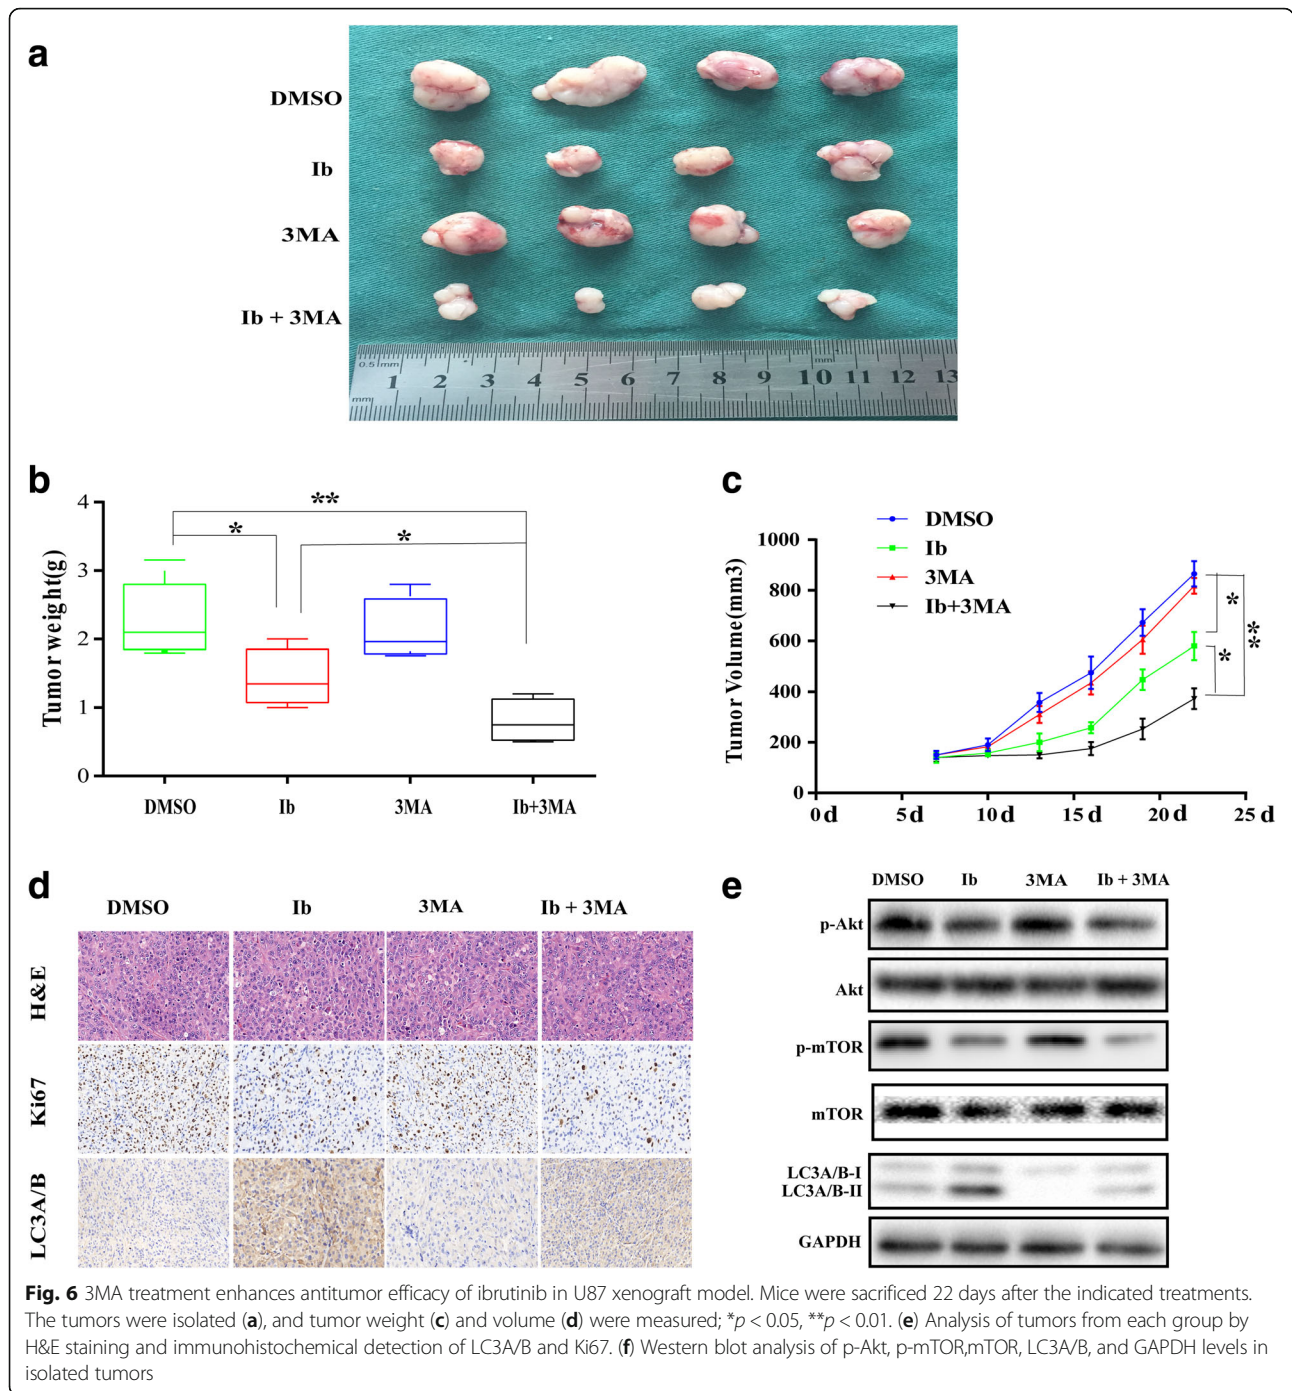 a
DMSO
Ib
3MA
Ib + 3MA
0.5 mm
mm
1 2 3 4 5 6 7 8 9 10 11 12 13
mm
b
Tumor weight(g)
4
3
2
1
0
**
*
*
DMSO Ib 3MA Ib+3MA
c
DMSO
Ib
3MA
Ib+3MA
Tumor Volume(mm3)
1000
800
600
400
200
0
0 d 5 d 10 d 15 d 20 d 25 d
*
*
**
d
DMSO Ib 3MA Ib + 3MA
H&E
Ki67
LC3A/B
e
DMSO Ib 3MA Ib + 3MA
p-Akt
Akt
p-mTOR
mTOR
LC3A/B-I
LC3A/B-II
GAPDH
Fig. 6 3MA treatment enhances antitumor efficacy of ibrutinib in U87 xenograft model. Mice were sacrificed 22 days after the indicated treatments.
The tumors were isolated (a), and tumor weight (c) and volume (d) were measured; *p < 0.05, **p < 0.01. (e) Analysis of tumors from each group by
H&E staining and immunohistochemical detection of LC3A/B and Ki67. (f) Western blot analysis of p-Akt, p-mTOR,mTOR, LC3A/B, and GAPDH levels in
isolated tumors